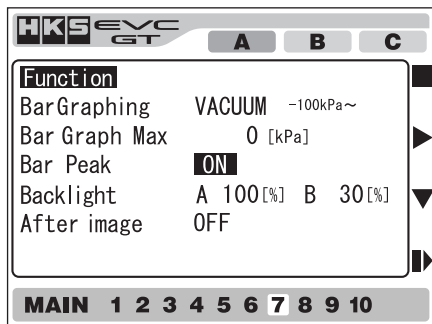 HKS EVC GT A B C
Function
BarGraphing VACUUM -100kPa～
Bar Graph Max 0 [kPa]
Bar Peak ON
Backlight A 100[%] B 30[%]
After image OFF
MAIN 1 2 3 4 5 6 7 8 9 10